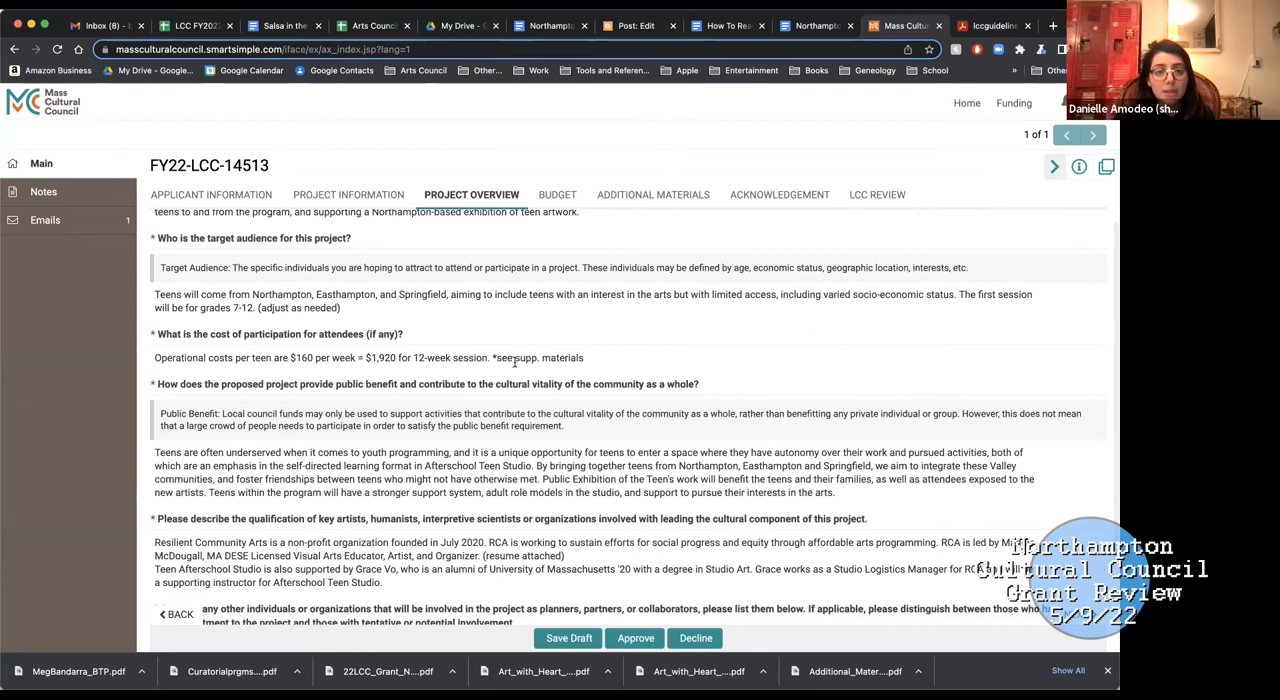 Inbox (8) - b
LCC FY2022
Salsa in the
Arts Counci
My Drive - G
Northampto
Post: Edit
How To Rea
Northampto
Mass Cultur
lccguideline
massculturalcouncil.smartsimple.com/iface/ex/ax_index.jsp?lang=1
Amazon Business
My Drive - Google...
Google Calendar
Google Contacts
Arts Council
Other...
Work
Tools and Referen...
Apple
Entertainment
Books
Geneology
School
»
Othe
Danielle Amodeo (sh...
Mass
Cultural
Council
Home
Funding
1 of 1
Main
Notes
Emails
1
FY22-LCC-14513
APPLICANT INFORMATION
PROJECT INFORMATION
PROJECT OVERVIEW
BUDGET
ADDITIONAL MATERIALS
ACKNOWLEDGEMENT
LCC REVIEW
teens to and from the program, and supporting a Northampton-based exhibition of teen artwork.
* Who is the target audience for this project?
Target Audience: The specific individuals you are hoping to attract to attend or participate in a project. These individuals may be defined by age, economic status, geographic location, interests, etc.
Teens will come from Northampton, Easthampton, and Springfield, aiming to include teens with an interest in the arts but with limited access, including varied socio-economic status. The first session
will be for grades 7-12. (adjust as needed)
* What is the cost of participation for attendees (if any)?
Operational costs per teen are $160 per week = $1,920 for 12-week session. *see supp. materials
* How does the proposed project provide public benefit and contribute to the cultural vitality of the community as a whole?
Public Benefit: Local council funds may only be used to support activities that contribute to the cultural vitality of the community as a whole, rather than benefitting any private individual or group. However, this does not mean
that a large crowd of people needs to participate in order to satisfy the public benefit requirement.
Teens are often underserved when it comes to youth programming, and it is a unique opportunity for teens to enter a space where they have autonomy over their work and pursued activities, both of
which are an emphasis in the self-directed learning format in Afterschool Teen Studio. By bringing together teens from Northampton, Easthampton and Springfield, we aim to integrate these Valley
communities, and foster friendships between teens who might not have otherwise met. Public Exhibition of the Teen's work will benefit the teens and their families, as well as attendees exposed to the
new artists. Teens within the program will have a stronger support system, adult role models in the studio, and support to pursue their interests in the arts.
* Please describe the qualification of key artists, humanists, interpretive scientists or organizations involved with leading the cultural component of this project.
Resilient Community Arts is a non-profit organization founded in July 2020. RCA is working to sustain efforts for social progress and equity through affordable arts programming. RCA is led by
McDougall, MA DESE Licensed Visual Arts Educator, Artist, and Organizer. (resume attached)
Teen Afterschool Studio is also supported by Grace Vo, who is an alumni of University of Massachusetts '20 with a degree in Studio Art. Grace works as a Studio Logistics Manager for
a supporting instructor for Afterschool Teen Studio.
any other individuals or organizations that will be involved in the project as planners, partners, or collaborators, please list them below. If applicable, please distinguish between those who
tment to the project and those with tentative or potential involvement.
BACK
Save Draft
Approve
Decline
Northampton
Cultural Council
Grant Review
5/9/22
MegBandarra_BTP.pdf
Curatorialprgms....pdf
22LCC_Grant_N....pdf
Art_with_Heart_....pdf
Art_with_Heart_....pdf
Additional_Mater....pdf
Show All